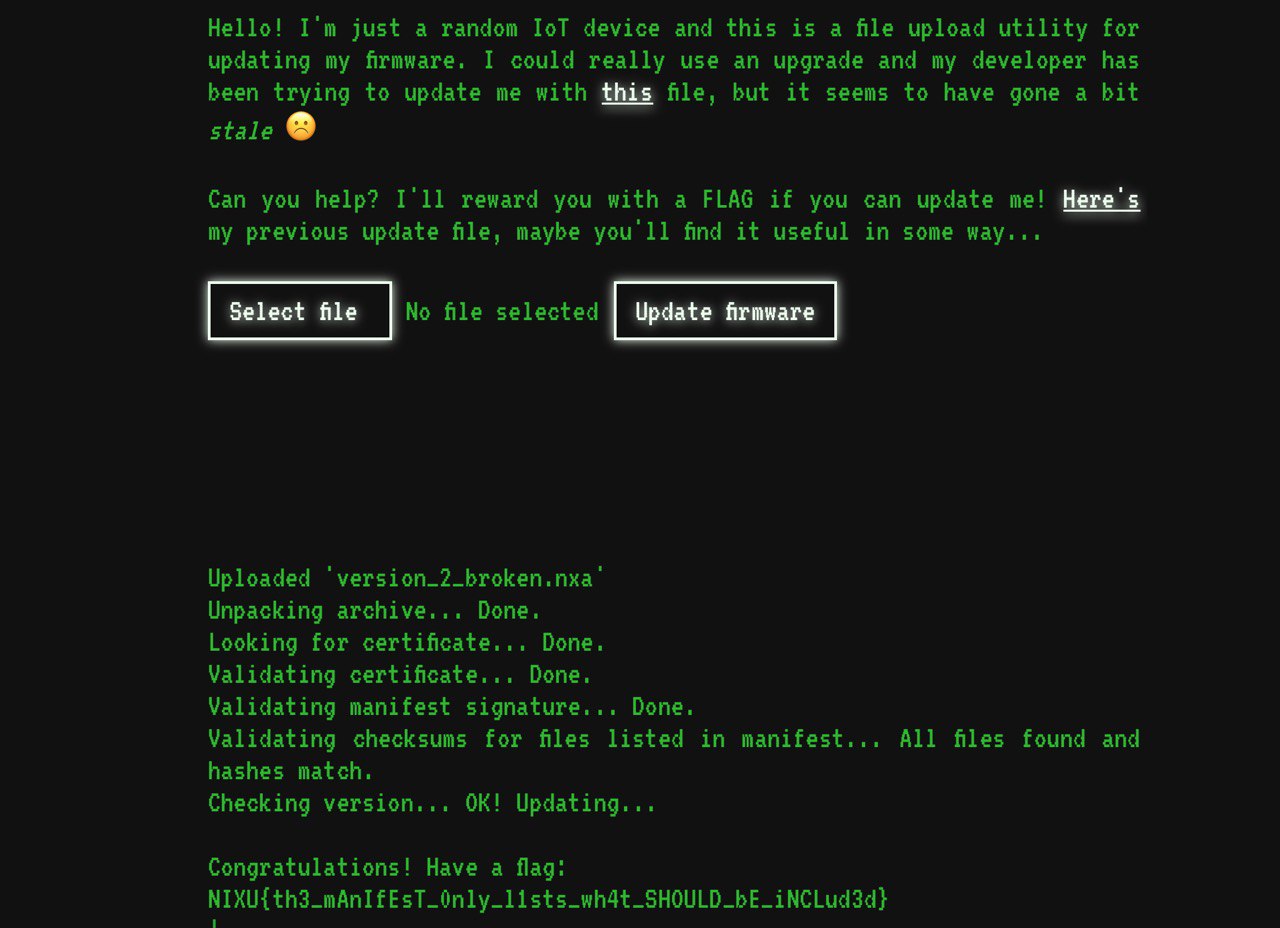 Hello! I'm just a random IoT device and this is a file upload utility for
updating my firmware. I could really use an upgrade and my developer has
been trying to update me with this file, but it seems to have gone a bit
stale ☹️
Can you help? I'll reward you with a FLAG if you can update me! Here's
my previous update file, maybe you'll find it useful in some way...
Select file No file selected Update firmware
Uploaded 'version_2_broken.nxa'
Unpacking archive... Done.
Looking for certificate... Done.
Validating certificate... Done.
Validating manifest signature... Done.
Validating checksums for files listed in manifest... All files found and
hashes match.
Checking version... OK! Updating...
Congratulations! Have a flag:
NIXU{th3_mAnIfEsT_0nly_l1sts_wh4t_SHOULD_bE_iNCLud3d}